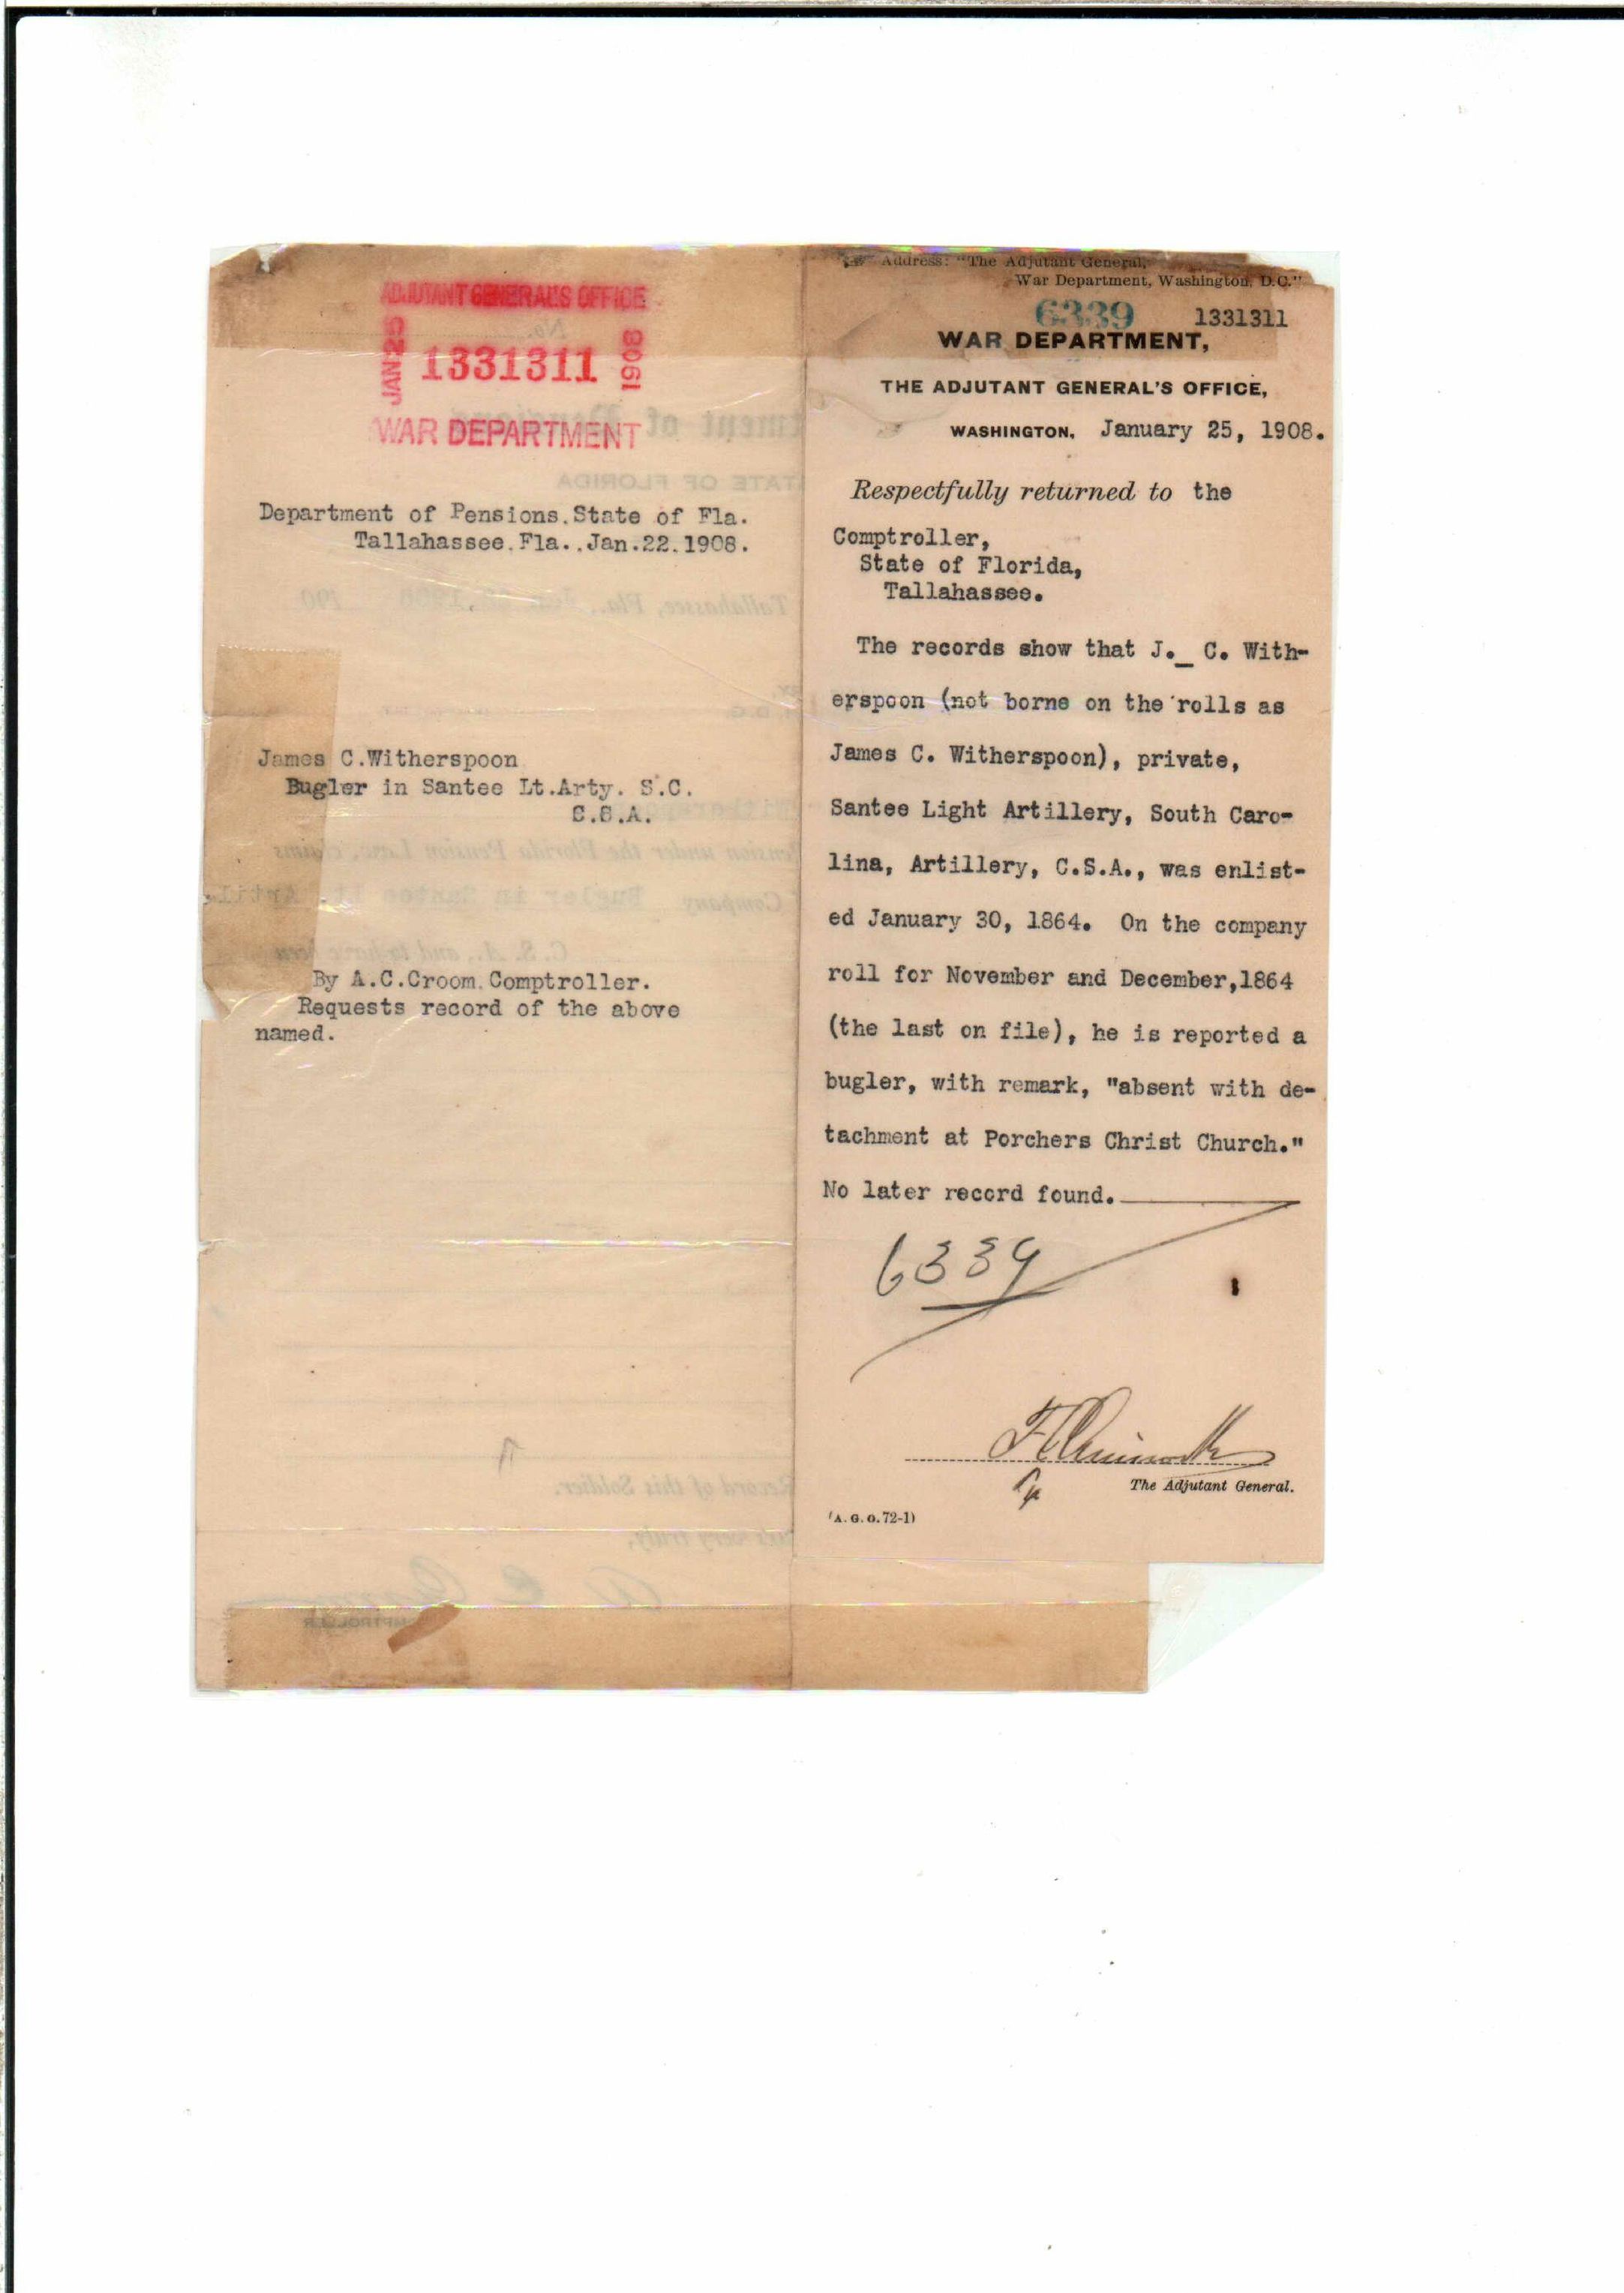 ADJUTANT GENERAL'S OFFICE
JAN 25 1331311 1908
WAR DEPARTMENT
Department of Pensions.State of Fla.
Tallahassee.Fla..Jan.22.1908.
James C.Witherspoon
Bugler in Santee Lt.Arty. S.C.
C.S.A.
By A.C.Croom.Comptroller.
Requests record of the above
named.
Address: "The Adjutant General,
War Department, Washington, D.C."
6339 1331311
WAR DEPARTMENT,
THE ADJUTANT GENERAL'S OFFICE,
WASHINGTON, January 25, 1908.
Respectfully returned to the
Comptroller,
State of Florida,
Tallahassee.
The records show that J._ C. With-
erspoon (not borne on the rolls as
James C. Witherspoon), private,
Santee Light Artillery, South Caro-
lina, Artillery, C.S.A., was enlist-
ed January 30, 1864. On the company
roll for November and December,1864
(the last on file), he is reported a
bugler, with remark, "absent with de-
tachment at Porchers Christ Church."
No later record found.
6339
The Adjutant General.
(A. G. O. 72-1)